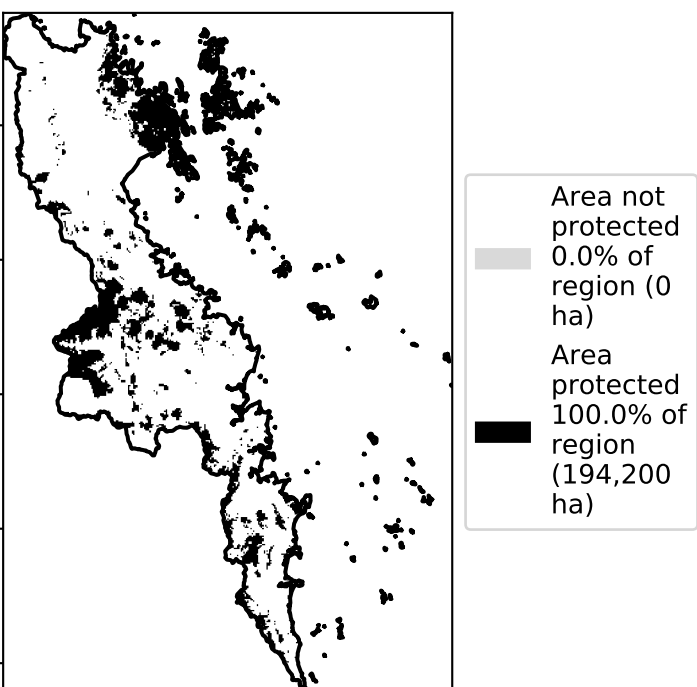 Area not
protected
0.0% of
region (0
ha)
Area
protected
100.0% of
region
(194,200
ha)